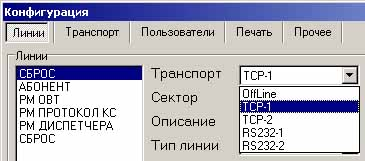 Конфигурация
Линии Транспорт Пользователи Печать Прочее
Линии
СБРОС
АБОНЕНТ
РМ ОВТ
РМ ПРОТОКОЛ КС
РМ ДИСПЕТЧЕРА
СБРОС
Транспорт TCP-1
Сектор
Описание
Тип линии
OffLine
TCP-1
TCP-2
RS232-1
RS232-2